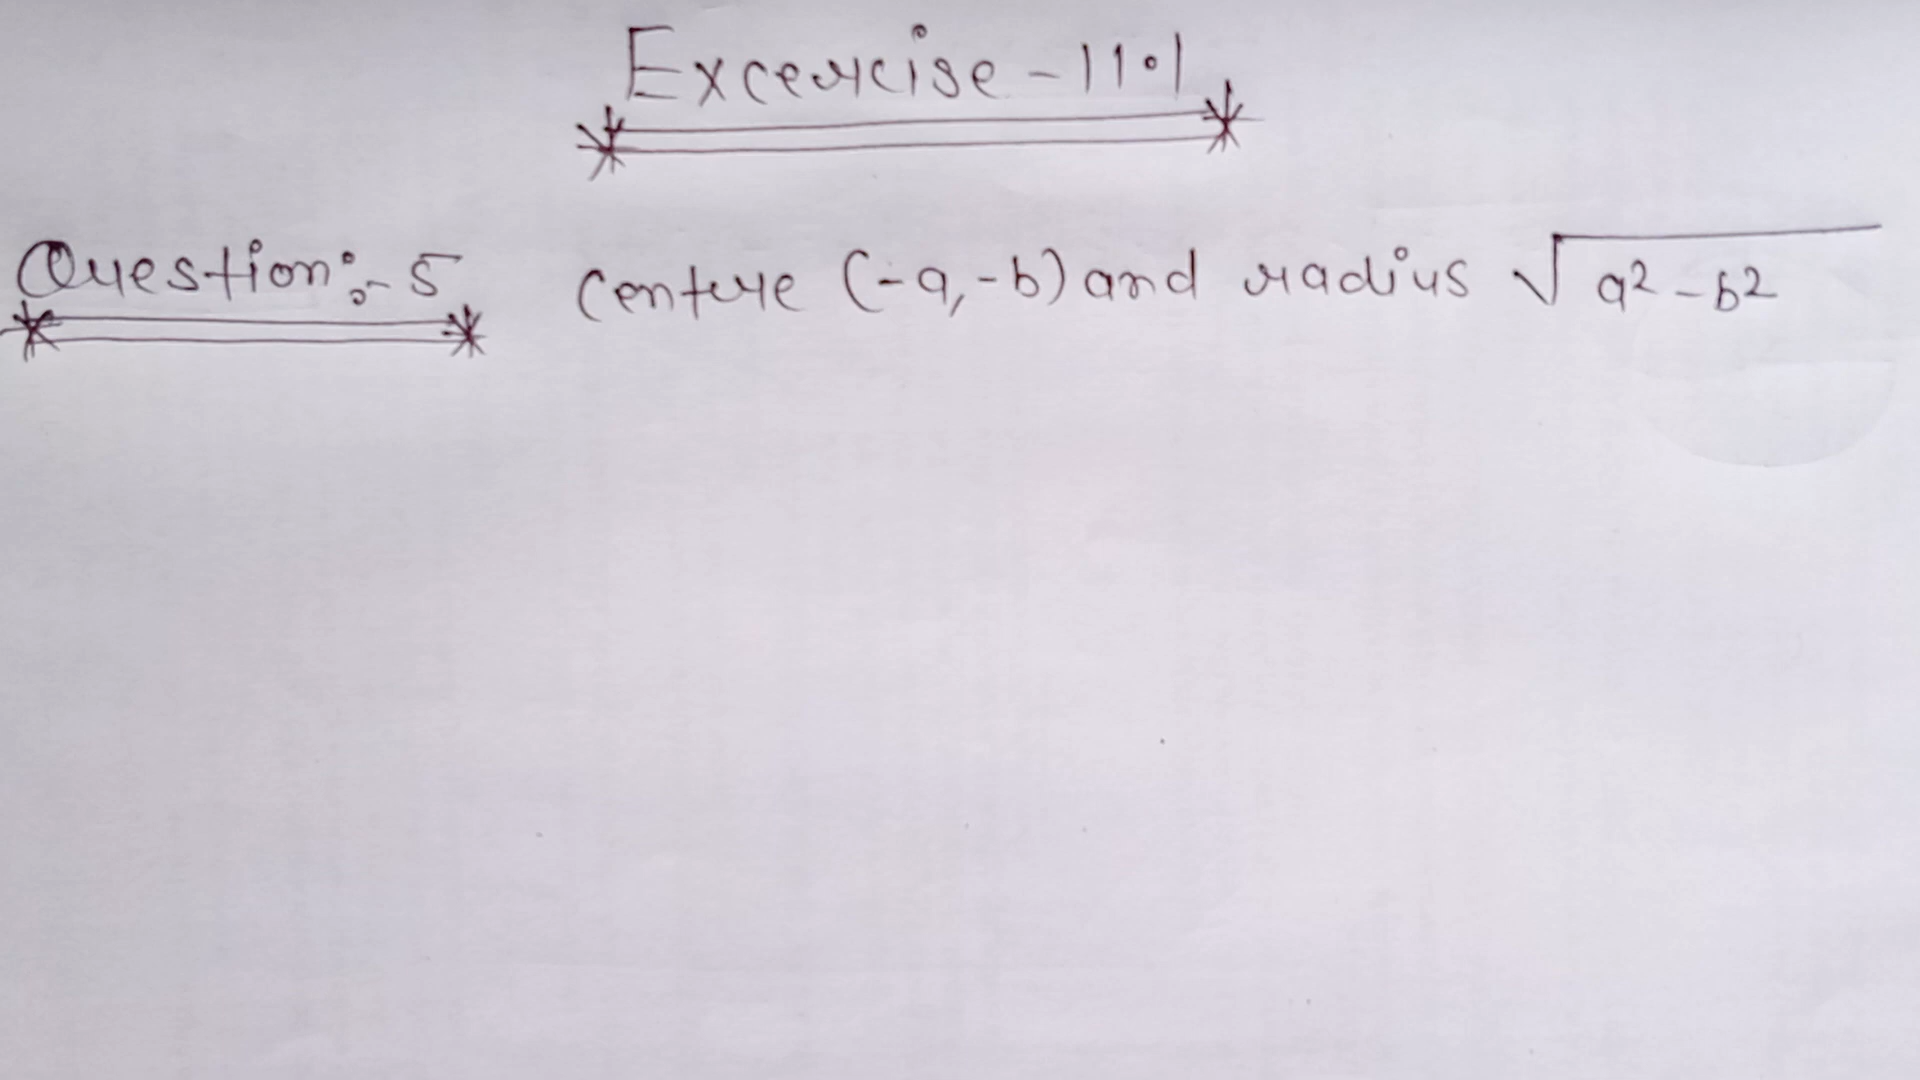 Excercise - 11.1
Question:- 5 Centre (-a, -b) and radius √a² - b²